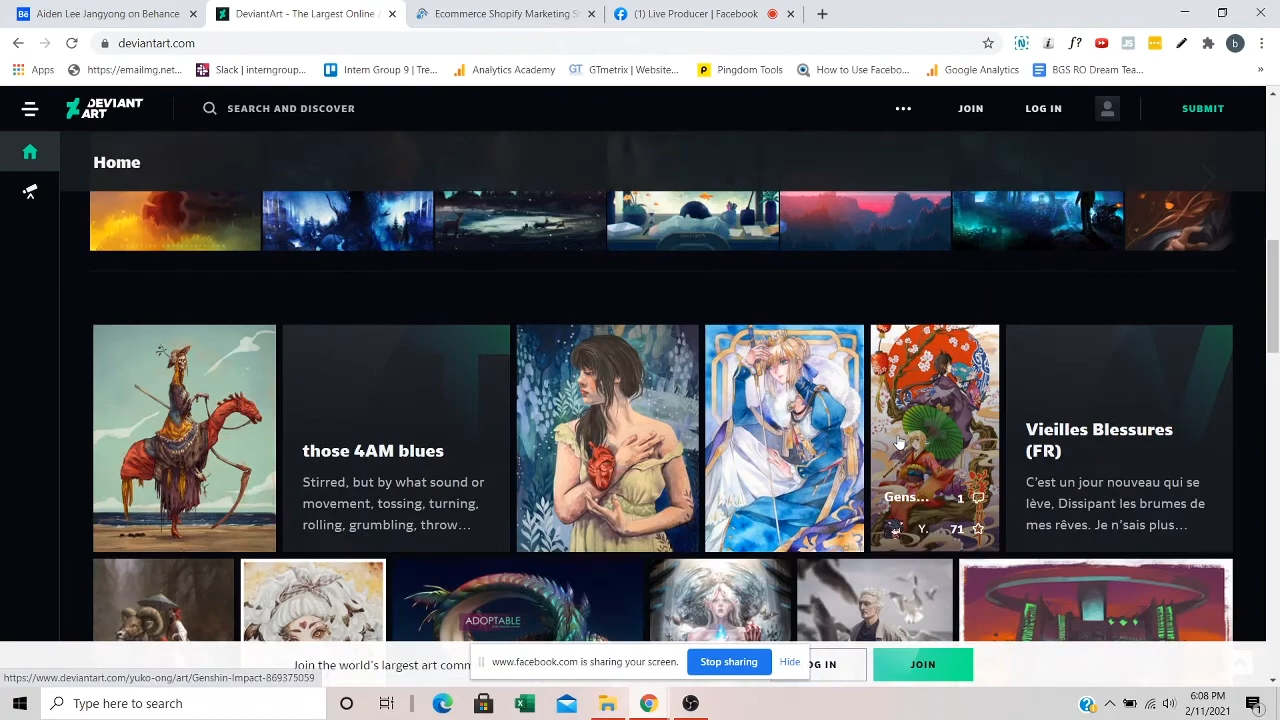 Aiden Lowe on Behance
DeviantArt - The Largest Online
Ecommerce Shopify Marketing S
(1) Live Producer | Facebook
deviantart.com
Apps
https://emailmg.net...
Slack | interngroup...
Intern Group 9 | Tre...
Analytics Academy
GTmetrix | Website...
Pingdom Tools
How to Use Facebo...
Google Analytics
BGS RO Dream Tea...
DEVIANT
ART
SEARCH AND DISCOVER
JOIN
LOG IN
SUBMIT
Home
those 4AM blues
Stirred, but by what sound or
movement, tossing, turning,
rolling, grumbling, throw...
Gens...
1
Y.
71
Vieilles Blessures
(FR)
C'est un jour nouveau qui se
lève, Dissipant les brumes de
mes rêves. Je n'sais plus...
ADOPTABLE
Join the world's largest art comm
www.facebook.com is sharing your screen.
Stop sharing
Hide
OG IN
JOIN
http://www.deviantart.com/yuko-ong/art/Genshin-Impact-869375059
Type here to search
6:08 PM
2/11/2021